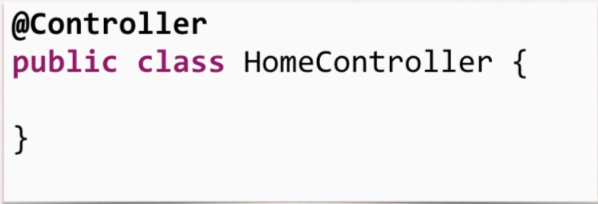 @Controller
public class HomeController {
}